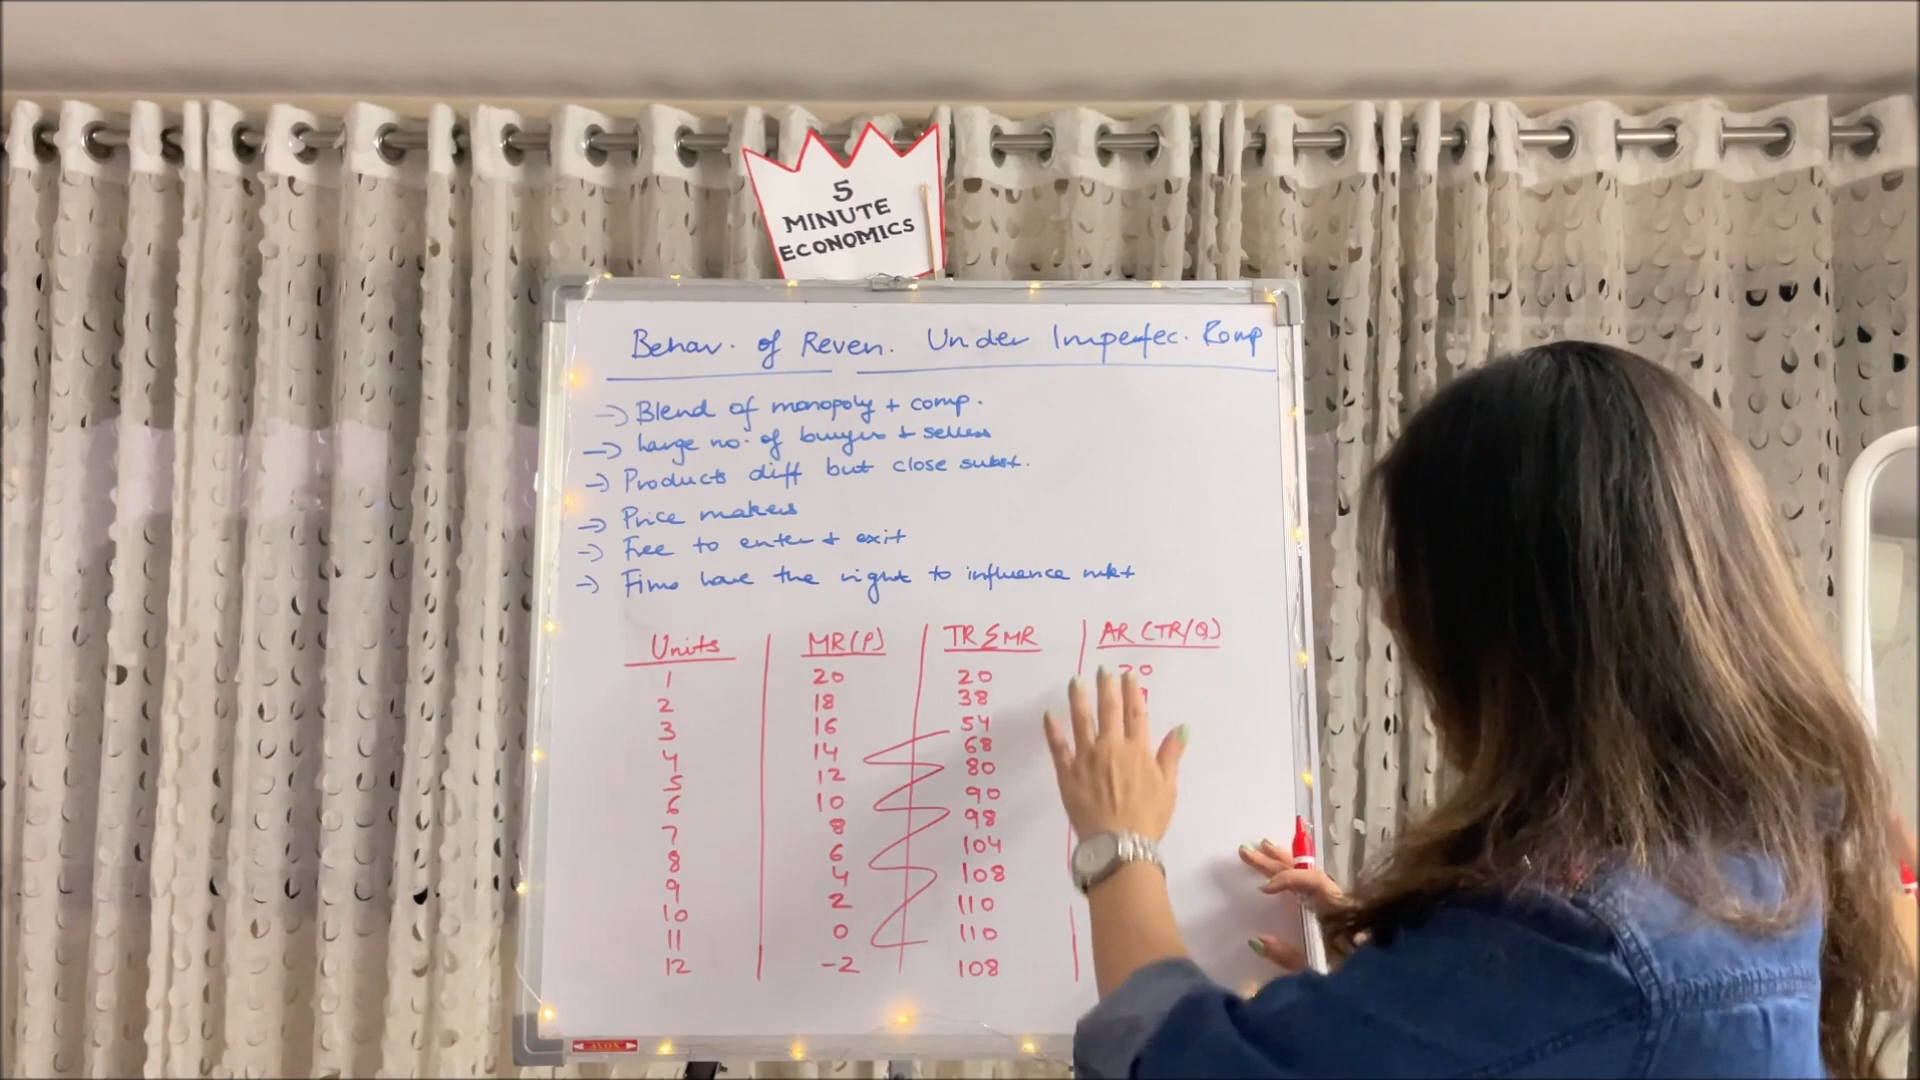 5
MINUTE
ECONOMICS
Behav. of Reven. Under Imperfec. Komp
-> Blend of monopoly + comp.
-> Large no. of buyers + sellers
-> Products diff but close subst.
-> Price makers
-> Free to enter + exit
-> Firms have the right to influence mkt
Units MR(P) TR ΣMR AR (TR/Q)
1 20 20 20
2 18 38
3 16 54
4 14 68
5 12 80
6 10 90
7 8 98
8 6 104
9 4 108
10 2 110
11 0 110
12 -2 108